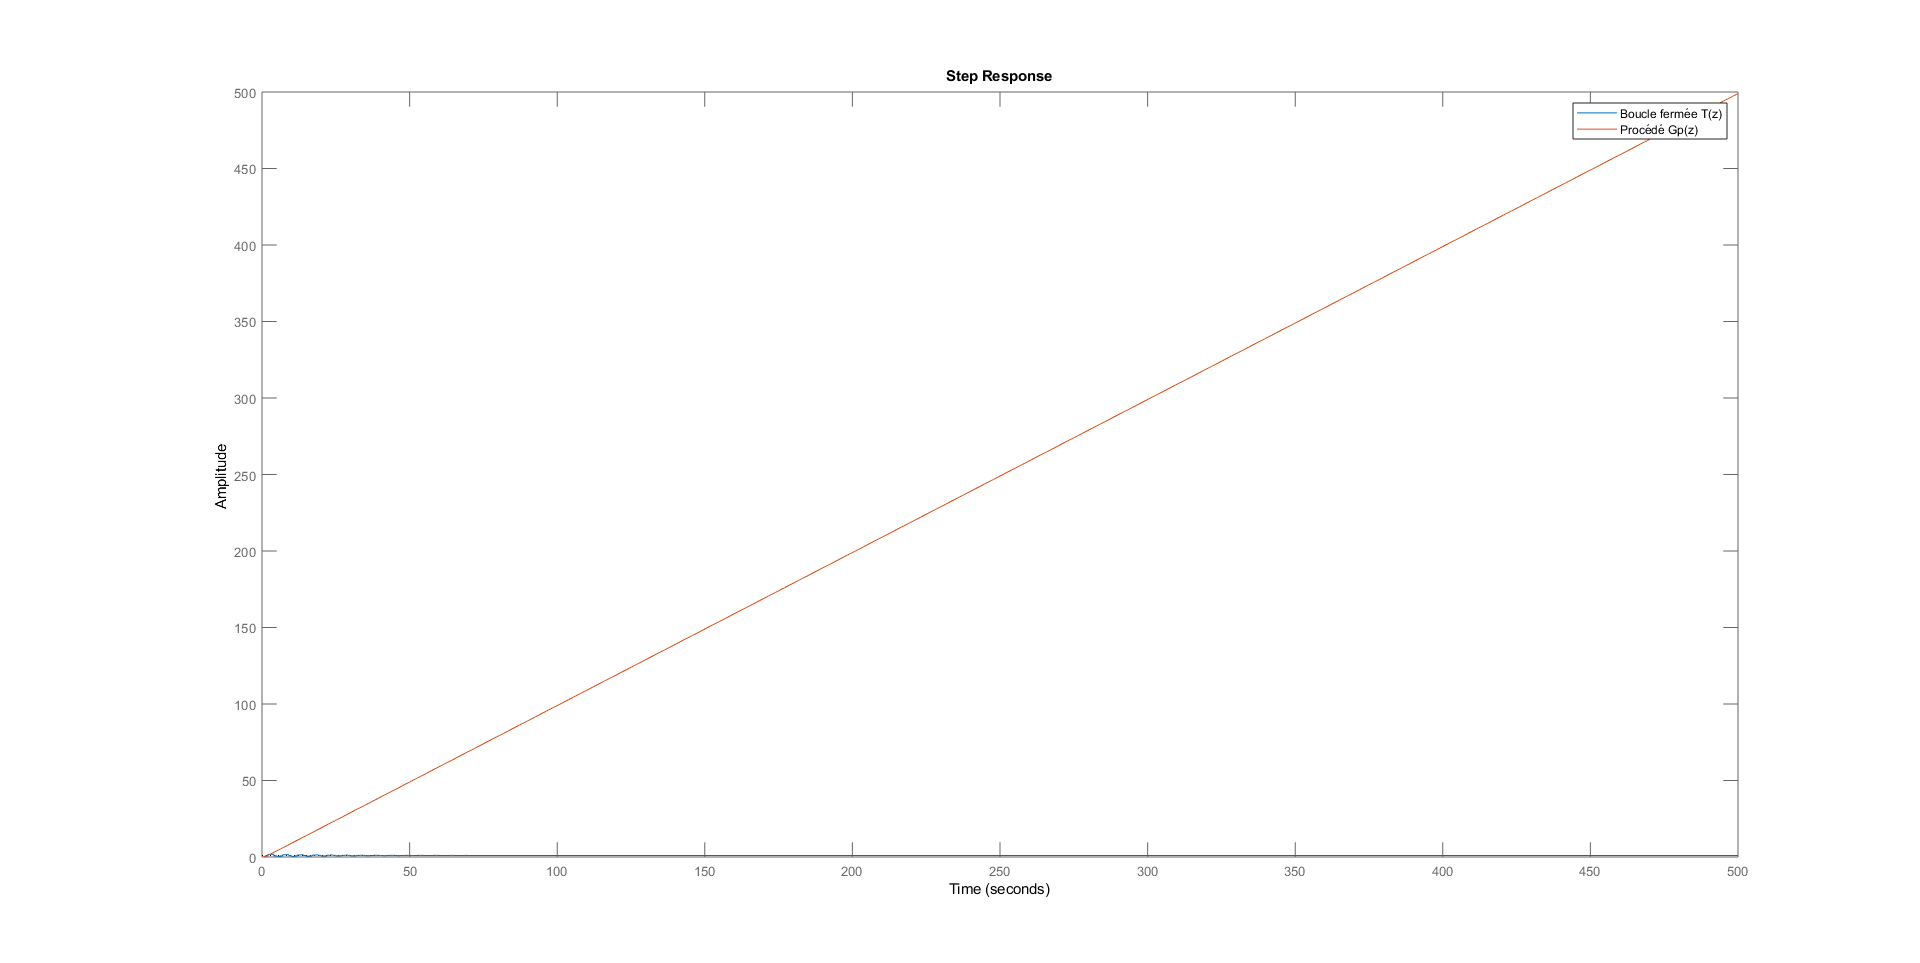 Step Response
Boucle fermée T(z)
Procédé Gp(z)
500
450
400
350
300
250
200
150
100
50
0
Amplitude
0 50 100 150 200 250 300 350 400 450 500
Time (seconds)